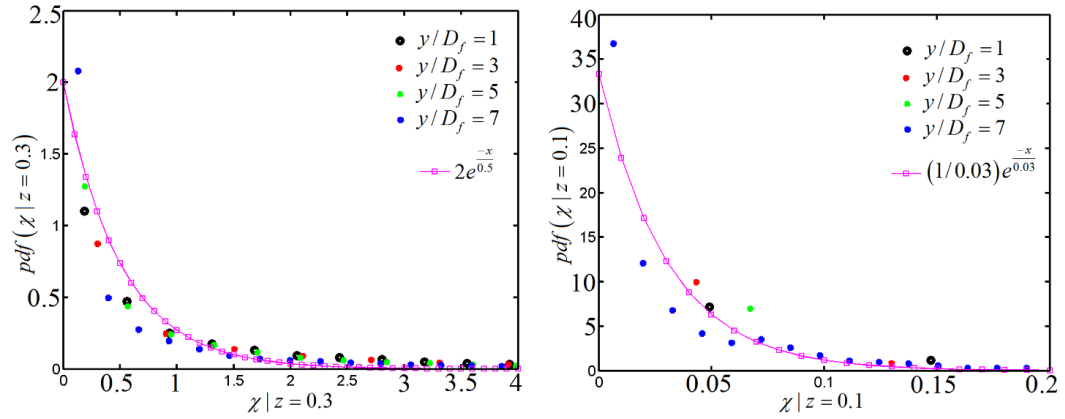 2.5
2
1.5
1
0.5
0
0
0.5
1
1.5
2
2.5
3
3.5
4
pdf (χ | z = 0.3)
χ | z = 0.3
y / D_f = 1
y / D_f = 3
y / D_f = 5
y / D_f = 7
2e^{-x/0.5}
40
35
30
25
20
15
10
5
0
0
0.05
0.1
0.15
0.2
pdf (χ | z = 0.1)
χ | z = 0.1
y / D_f = 1
y / D_f = 3
y / D_f = 5
y / D_f = 7
(1/0.03)e^{-x/0.03}